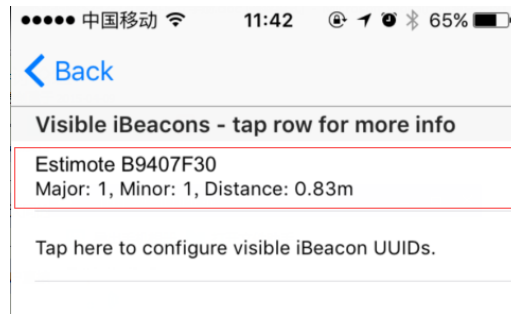 中国移动 11:42 65%
Back
Visible iBeacons - tap row for more info
Estimote B9407F30
Major: 1, Minor: 1, Distance: 0.83m
Tap here to configure visible iBeacon UUIDs.